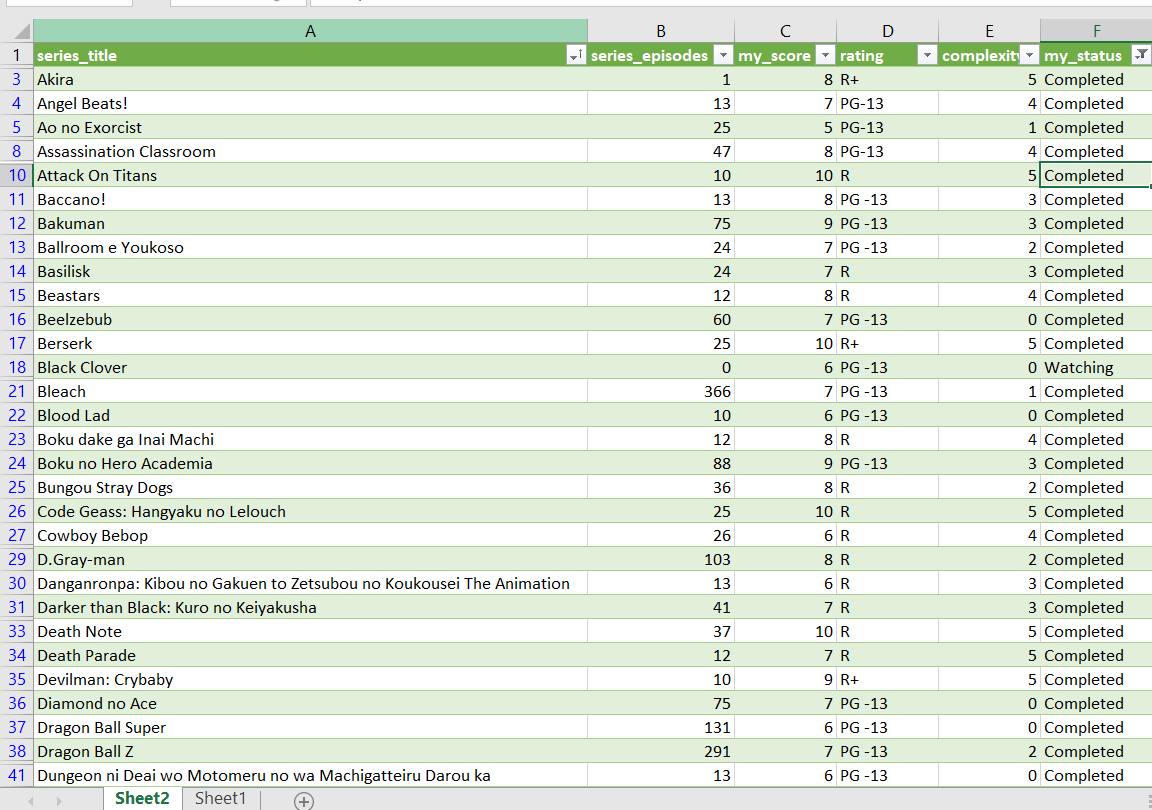 A B C D E F
1 series_title series_episodes my_score rating complexity my_status
3 Akira 1 8 R+ 5 Completed
4 Angel Beats! 13 7 PG-13 4 Completed
5 Ao no Exorcist 25 5 PG-13 1 Completed
8 Assassination Classroom 47 8 PG-13 4 Completed
10 Attack On Titans 10 10 R 5 Completed
11 Baccano! 13 8 PG -13 3 Completed
12 Bakuman 75 9 PG -13 3 Completed
13 Ballroom e Youkoso 24 7 PG -13 2 Completed
14 Basilisk 24 7 R 3 Completed
15 Beastars 12 8 R 4 Completed
16 Beelzebub 60 7 PG -13 0 Completed
17 Berserk 25 10 R+ 5 Completed
18 Black Clover 0 6 PG -13 0 Watching
21 Bleach 366 7 PG -13 1 Completed
22 Blood Lad 10 6 PG -13 0 Completed
23 Boku dake ga Inai Machi 12 8 R 4 Completed
24 Boku no Hero Academia 88 9 PG -13 3 Completed
25 Bungou Stray Dogs 36 8 R 2 Completed
26 Code Geass: Hangyaku no Lelouch 25 10 R 5 Completed
27 Cowboy Bebop 26 6 R 4 Completed
29 D.Gray-man 103 8 R 2 Completed
30 Danganronpa: Kibou no Gakuen to Zetsubou no Koukousei The Animation 13 6 R 3 Completed
31 Darker than Black: Kuro no Keiyakusha 41 7 R 3 Completed
33 Death Note 37 10 R 5 Completed
34 Death Parade 12 7 R 5 Completed
35 Devilman: Crybaby 10 9 R+ 5 Completed
36 Diamond no Ace 75 7 PG -13 0 Completed
37 Dragon Ball Super 131 6 PG -13 0 Completed
38 Dragon Ball Z 291 7 PG -13 2 Completed
41 Dungeon ni Deai wo Motomeru no wa Machigatteiru Darou ka 13 6 PG -13 0 Completed
Sheet2 Sheet1